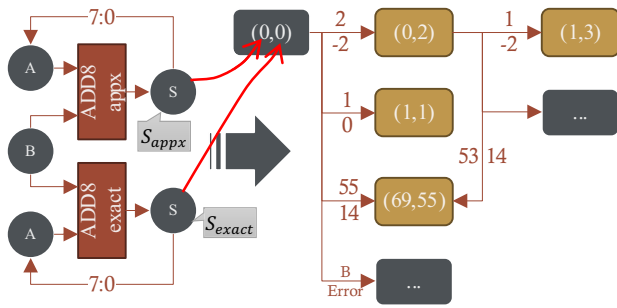 7:0
A
ADD8
appx
S
S_appx
B
ADD8
exact
S
S_exact
A
7:0
(0,0)
2
-2
(0,2)
1
-2
(1,3)
1
0
(1,1)
...
53 14
55
14
(69,55)
B
Error
...